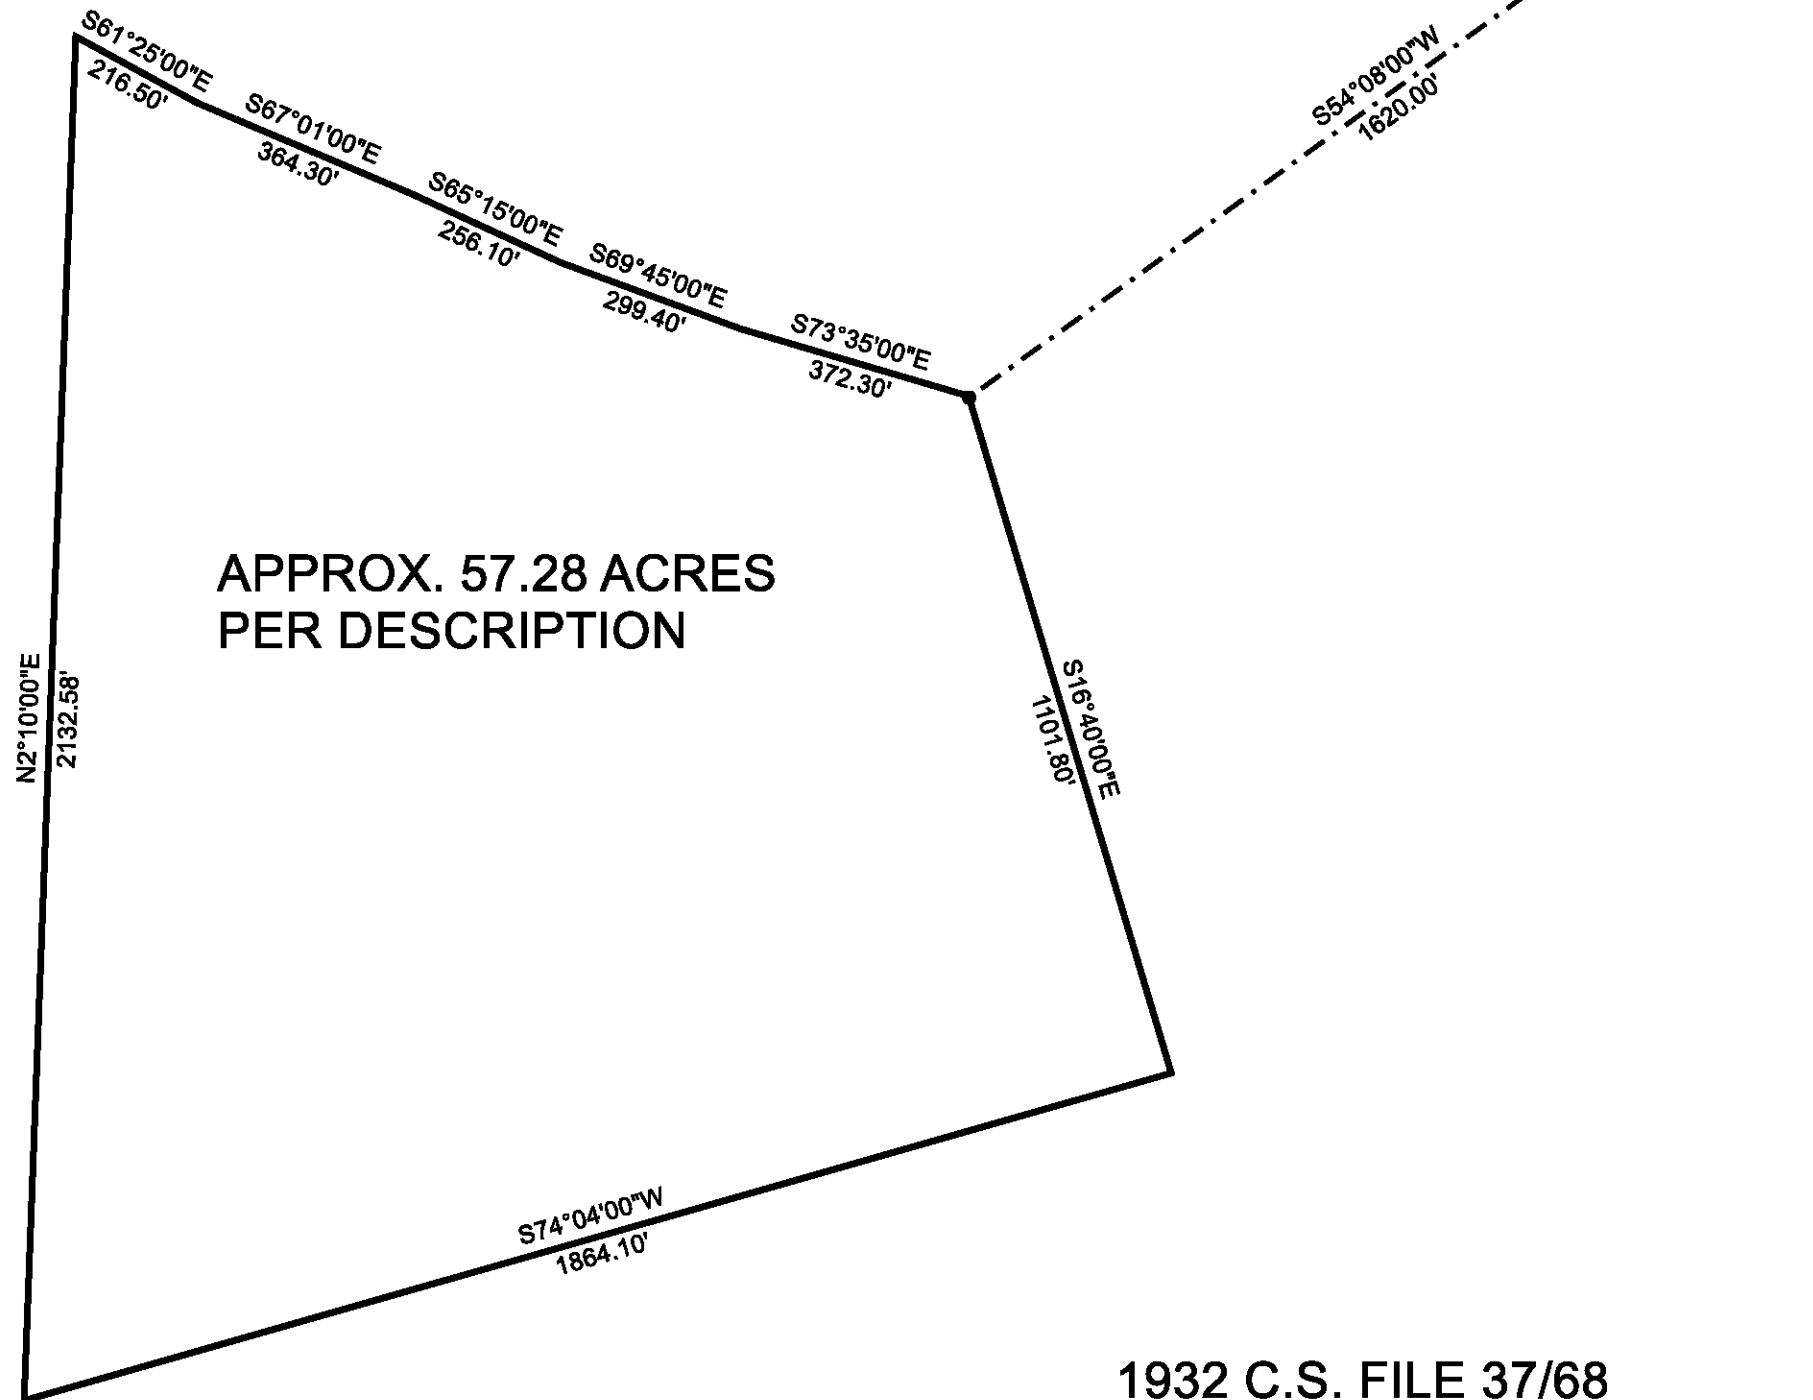 S61°25'00"E
216.50'
S67°01'00"E
364.30'
S65°15'00"E
256.10'
S69°45'00"E
299.40'
S73°35'00"E
372.30'
S54°08'00"W
1620.00'
APPROX. 57.28 ACRES
PER DESCRIPTION
N2°10'00"E
2132.58'
S16°40'00"E
1101.80'
S74°04'00"W
1864.10'
1932 C.S. FILE 37/68